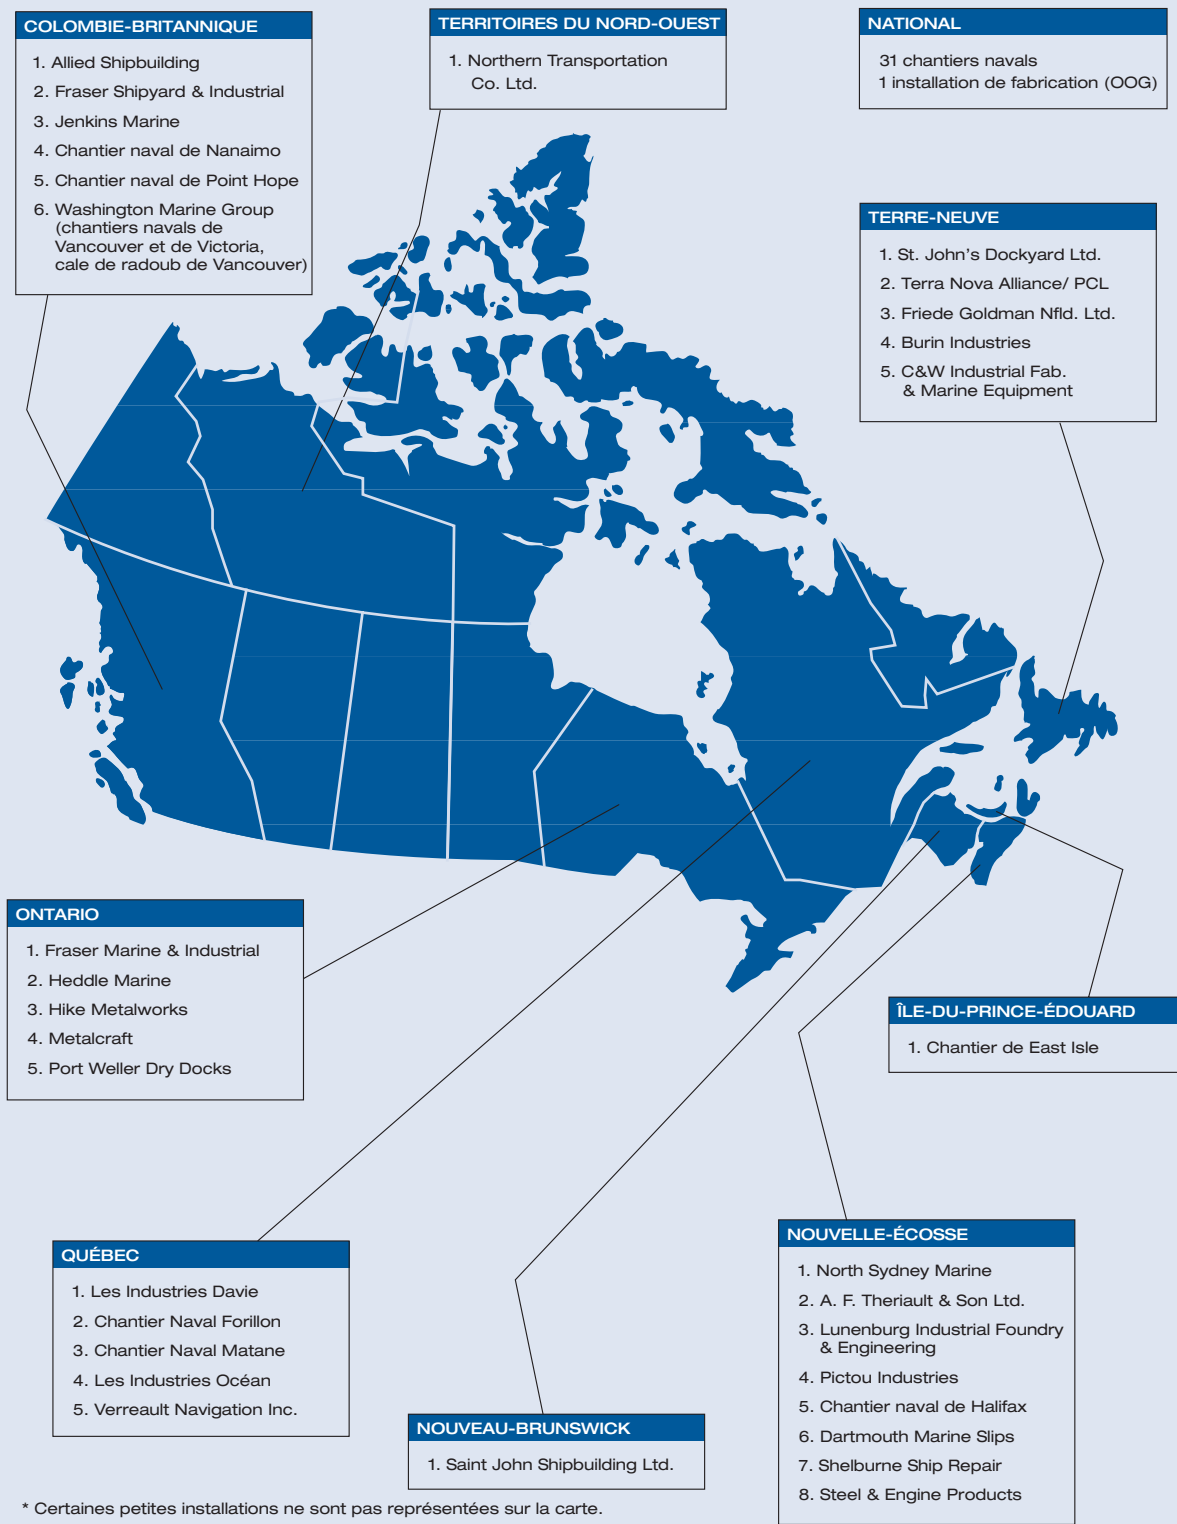 COLOMBIE-BRITANNIQUE
1. Allied Shipbuilding
2. Fraser Shipyard & Industrial
3. Jenkins Marine
4. Chantier naval de Nanaimo
5. Chantier naval de Point Hope
6. Washington Marine Group
(chantiers navals de
Vancouver et de Victoria,
cale de radoub de Vancouver)
TERRITOIRES DU NORD-OUEST
1. Northern Transportation
Co. Ltd.
NATIONAL
31 chantiers navals
1 installation de fabrication (OOG)
TERRE-NEUVE
1. St. John’s Dockyard Ltd.
2. Terra Nova Alliance/ PCL
3. Friede Goldman Nfld. Ltd.
4. Burin Industries
5. C&W Industrial Fab.
& Marine Equipment
ONTARIO
1. Fraser Marine & Industrial
2. Heddle Marine
3. Hike Metalworks
4. Metalcraft
5. Port Weller Dry Docks
ÎLE-DU-PRINCE-ÉDOUARD
1. Chantier de East Isle
QUÉBEC
1. Les Industries Davie
2. Chantier Naval Forillon
3. Chantier Naval Matane
4. Les Industries Océan
5. Verreault Navigation Inc.
NOUVEAU-BRUNSWICK
1. Saint John Shipbuilding Ltd.
NOUVELLE-ÉCOSSE
1. North Sydney Marine
2. A. F. Theriault & Son Ltd.
3. Lunenburg Industrial Foundry
& Engineering
4. Pictou Industries
5. Chantier naval de Halifax
6. Dartmouth Marine Slips
7. Shelburne Ship Repair
8. Steel & Engine Products
* Certaines petites installations ne sont pas représentées sur la carte.